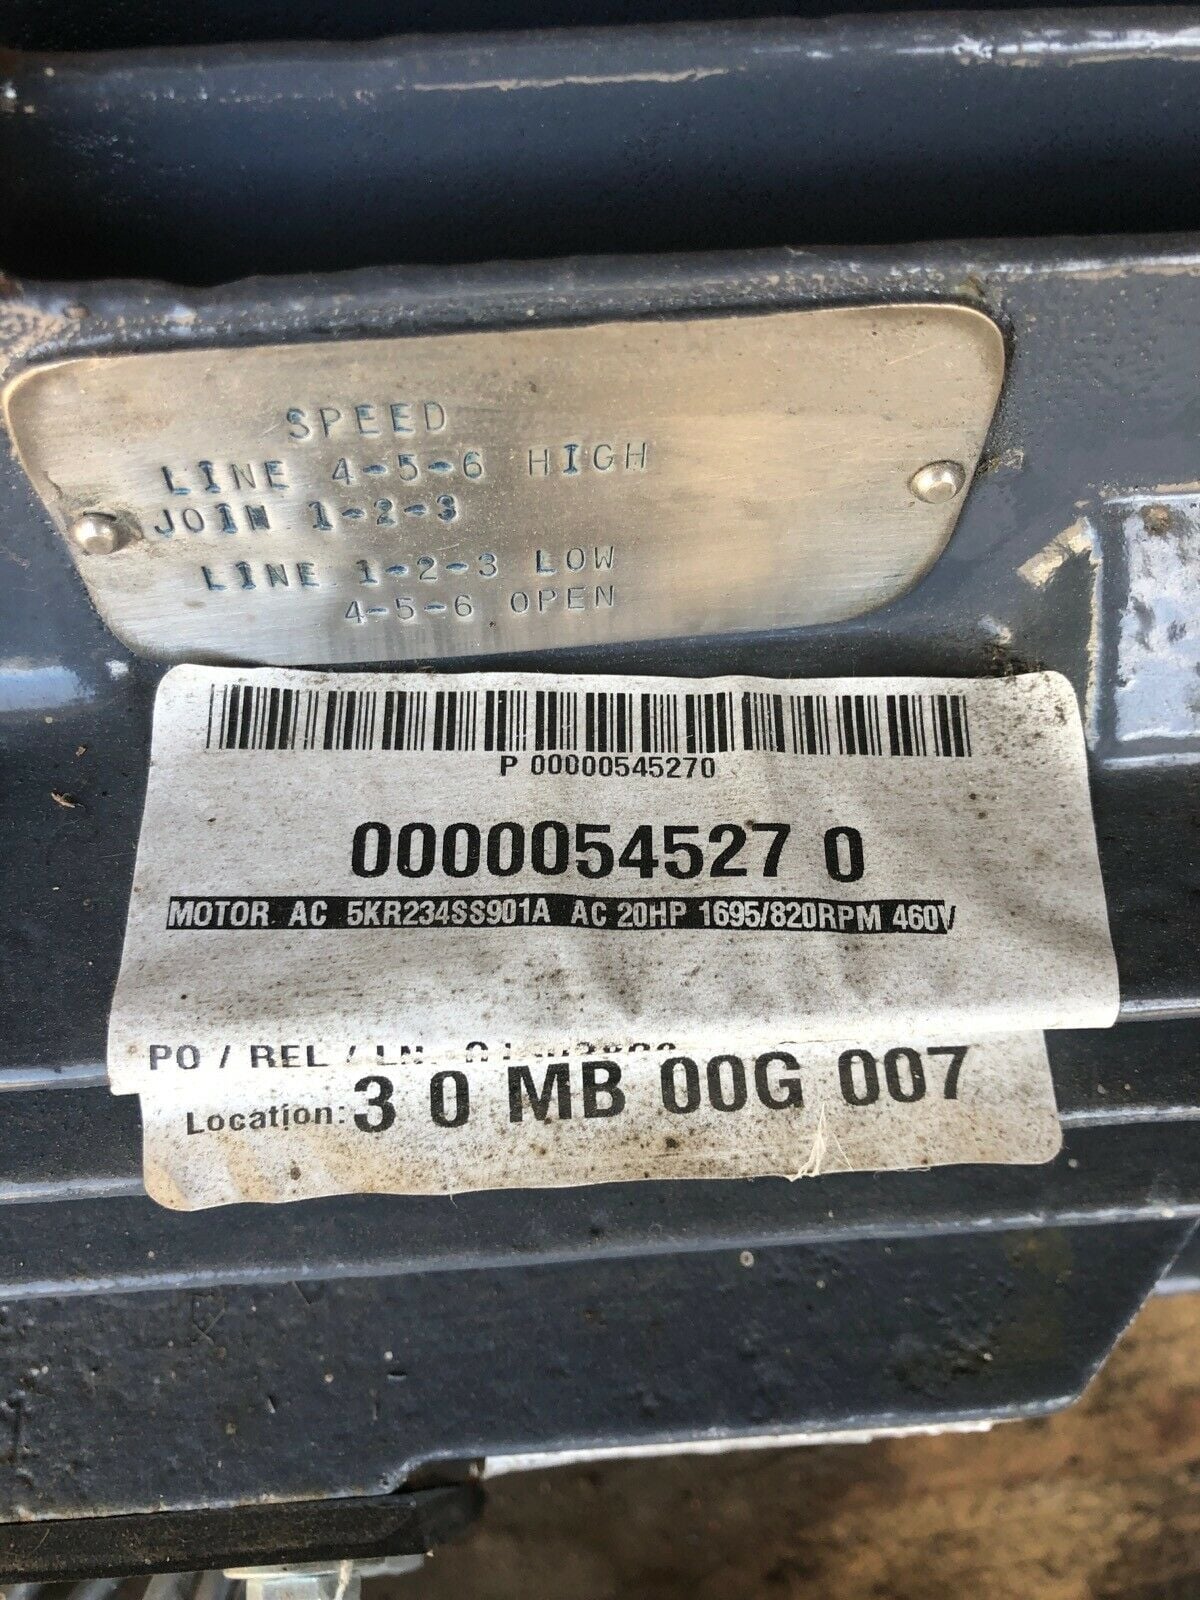 SPEED
LINE 4-5-6 HIGH
JOIN 1-2-3
LINE 1-2-3 LOW
4-5-6 OPEN
P 00000545270
0000054527 0
MOTOR AC 5KR234SS901A AC 20HP 1695/820RPM 460V
PO / REL / LN
Location: 3 0 MB 00G 007